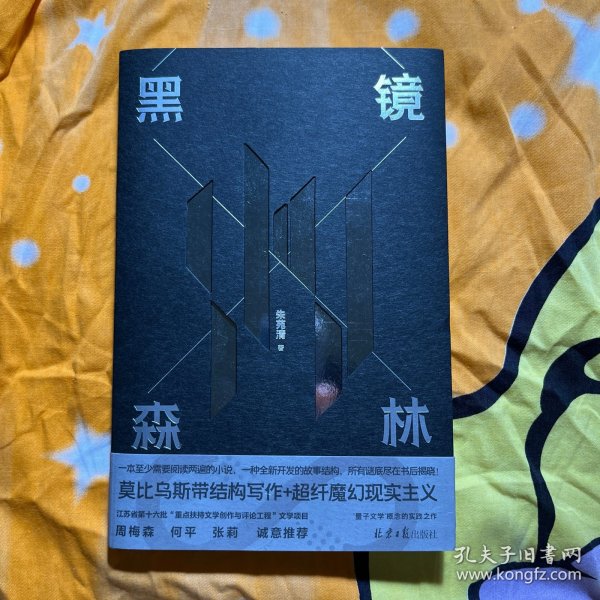 黑 镜
朱苑清 著
森 林
一本至少需要阅读两遍的小说，一种全新开发的故事结构，所有谜底尽在书后揭晓！
莫比乌斯带结构写作+超纤魔幻现实主义
江苏省第十六批“重点扶持文学创作与评论工程”文学项目 “量子文学”概念的实践之作
周梅森 何平 张莉 诚意推荐 北京日报出版社
孔夫子旧书网
www.kongfz.com